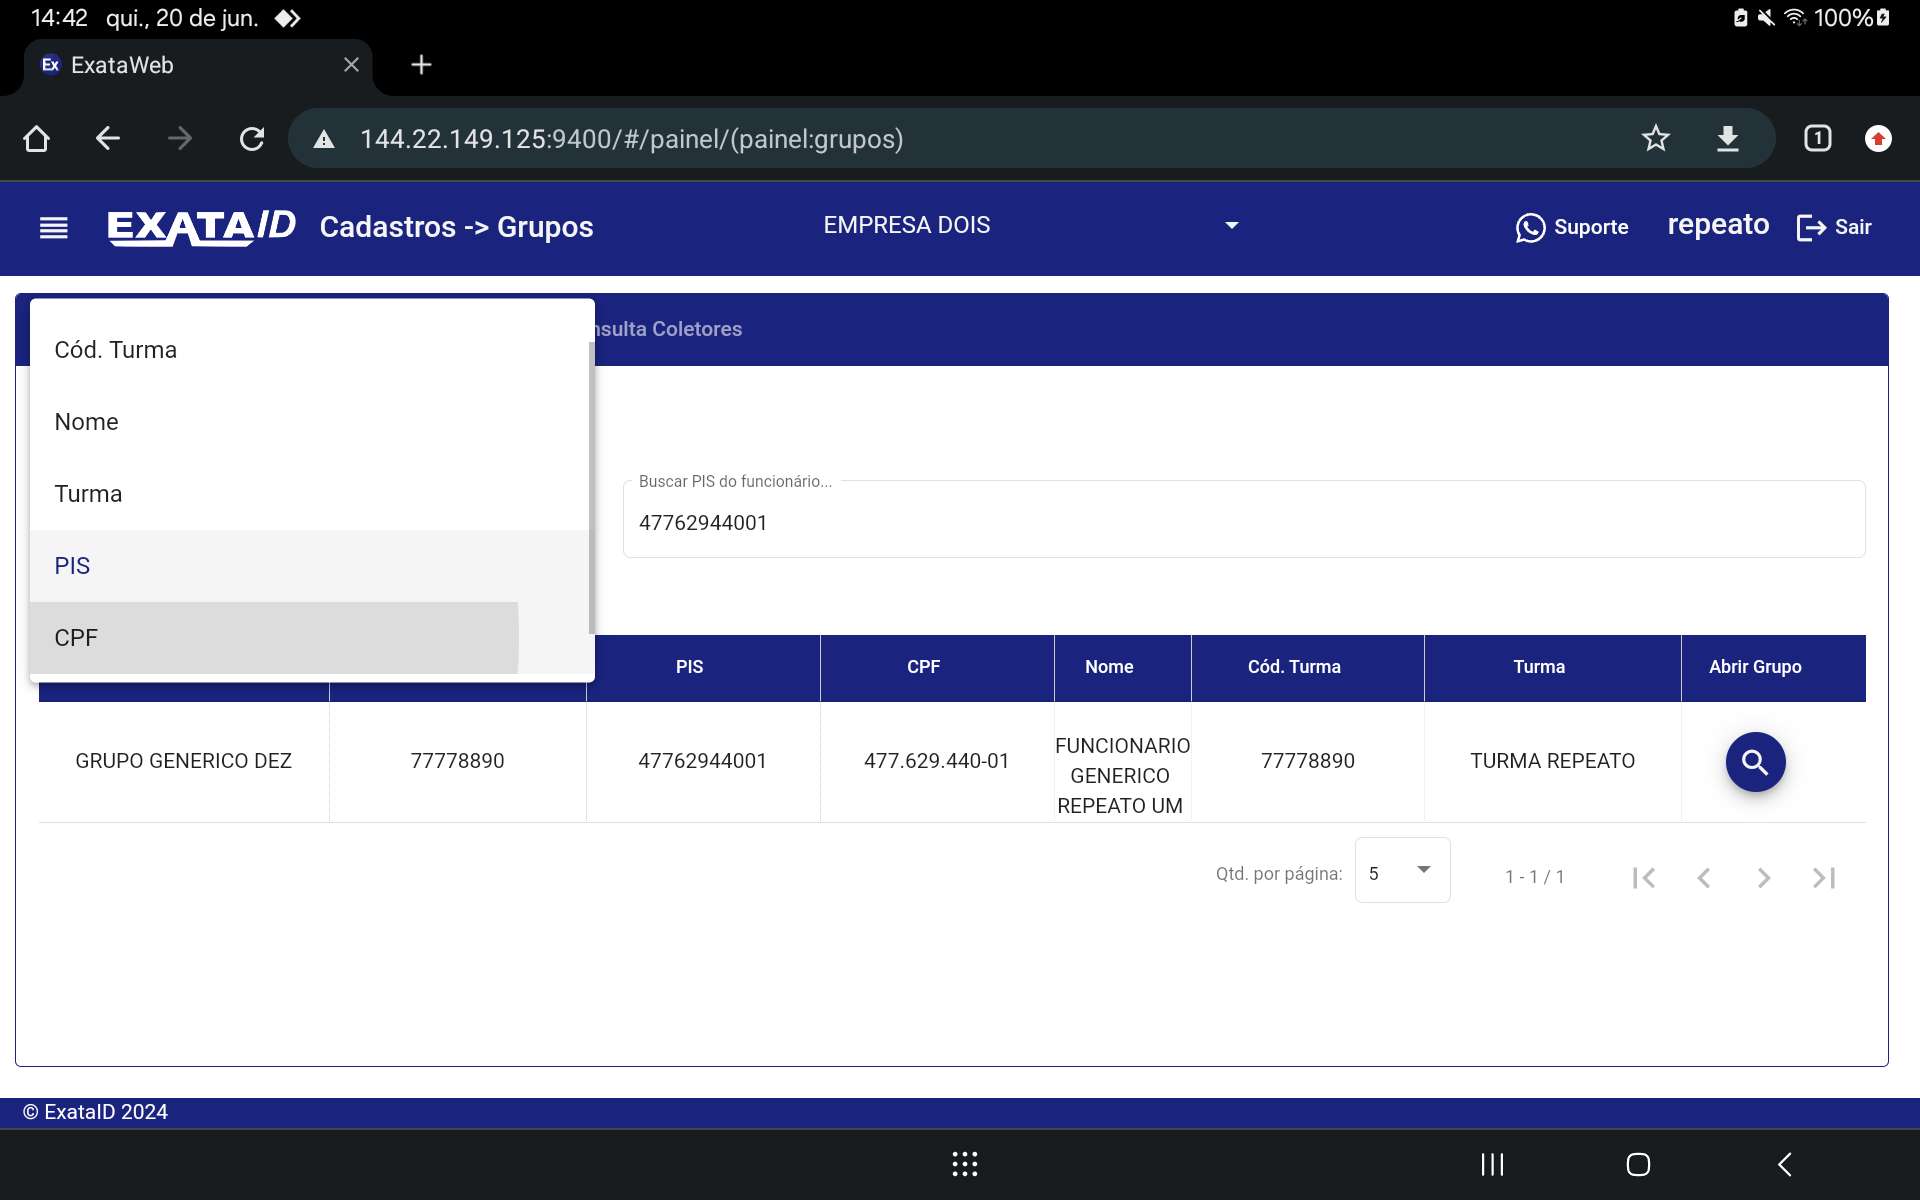 14:42 qui., 20 de jun. 100%
Ex ExataWeb
144.22.149.125:9400/#/painel/(painel:grupos) 1
EXATAID Cadastros -> Grupos EMPRESA DOIS Suporte repeato Sair
nsulta Coletores
Cód. Turma
Nome
Turma
PIS
CPF
Buscar PIS do funcionário...
47762944001
PIS CPF Nome Cód. Turma Turma Abrir Grupo
GRUPO GENERICO DEZ 77778890 47762944001 477.629.440-01 FUNCIONARIO GENERICO REPEATO UM 77778890 TURMA REPEATO
Qtd. por página: 5 1 - 1 / 1
© ExataID 2024